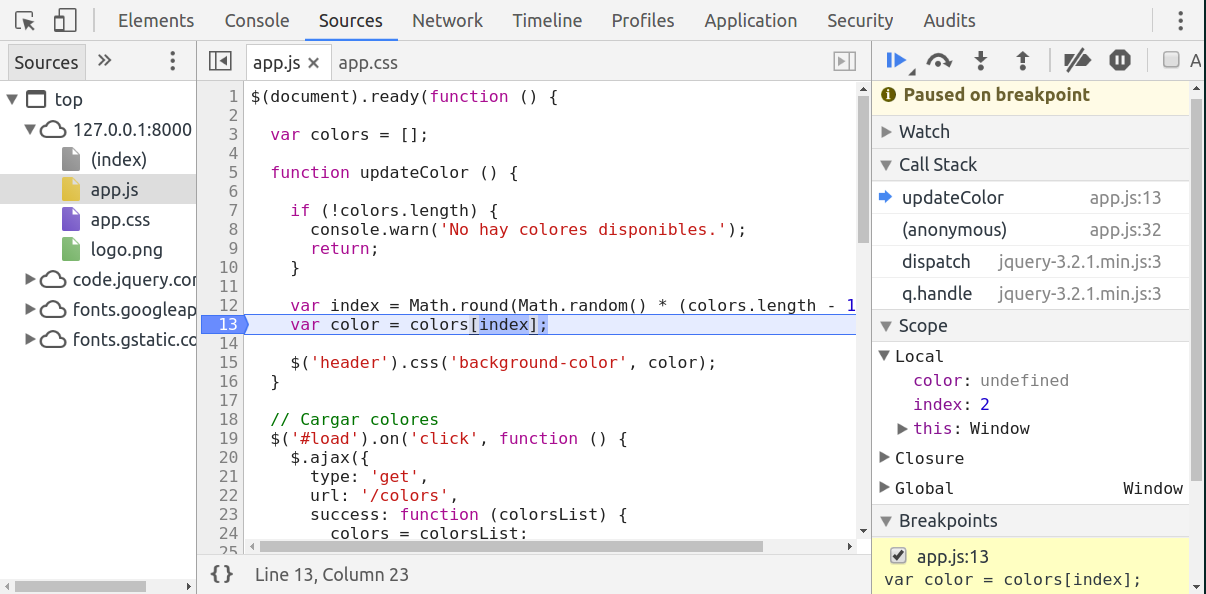 Elements Console Sources Network Timeline Profiles Application Security Audits
Sources »
top
127.0.0.1:8000
(index)
app.js
app.css
logo.png
code.jquery.cor
fonts.googleap
fonts.gstatic.co
app.js × app.css
1 $(document).ready(function () {
2
3 var colors = [];
4
5 function updateColor () {
6
7 if (!colors.length) {
8 console.warn('No hay colores disponibles.');
9 return;
10 }
11
12 var index = Math.round(Math.random() * (colors.length - 1
13 var color = colors[index];
14
15 $('header').css('background-color', color);
16 }
17
18 // Cargar colores
19 $('#load').on('click', function () {
20 $.ajax({
21 type: 'get',
22 url: '/colors',
23 success: function (colorsList) {
24 colors = colorsList;
25
{} Line 13, Column 23
A
Paused on breakpoint
Watch
Call Stack
updateColor app.js:13
(anonymous) app.js:32
dispatch jquery-3.2.1.min.js:3
q.handle jquery-3.2.1.min.js:3
Scope
Local
color: undefined
index: 2
this: Window
Closure
Global Window
Breakpoints
app.js:13
var color = colors[index];